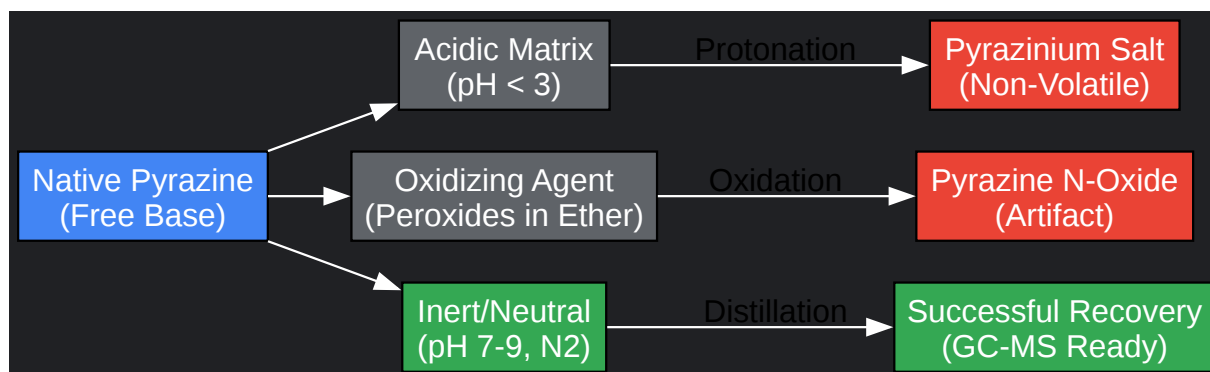 Acidic Matrix
(pH < 3)
Protonation
Pyrazinium Salt
(Non-Volatile)
Native Pyrazine
(Free Base)
Oxidizing Agent
(Peroxides in Ether)
Oxidation
Pyrazine N-Oxide
(Artifact)
Inert/Neutral
(pH 7-9, N2)
Distillation
Successful Recovery
(GC-MS Ready)